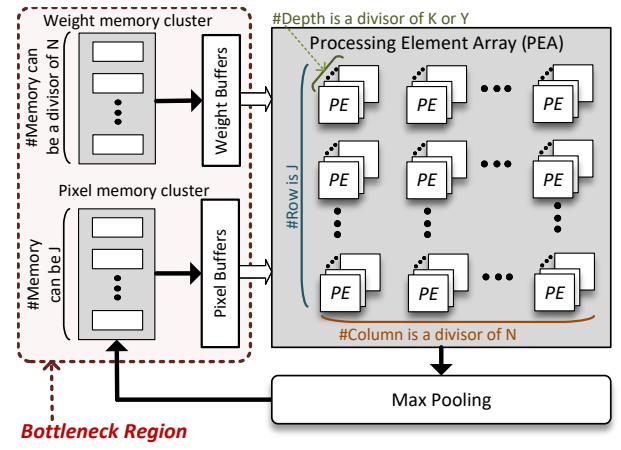 Weight memory cluster
#Memory can
be a divisor of N
Weight Buffers
Pixel memory cluster
#Memory
can be J
Pixel Buffers
Bottleneck Region
#Depth is a divisor of K or Y
Processing Element Array (PEA)
#Row is J
PE PE PE
PE PE PE
PE PE PE
#Column is a divisor of N
Max Pooling